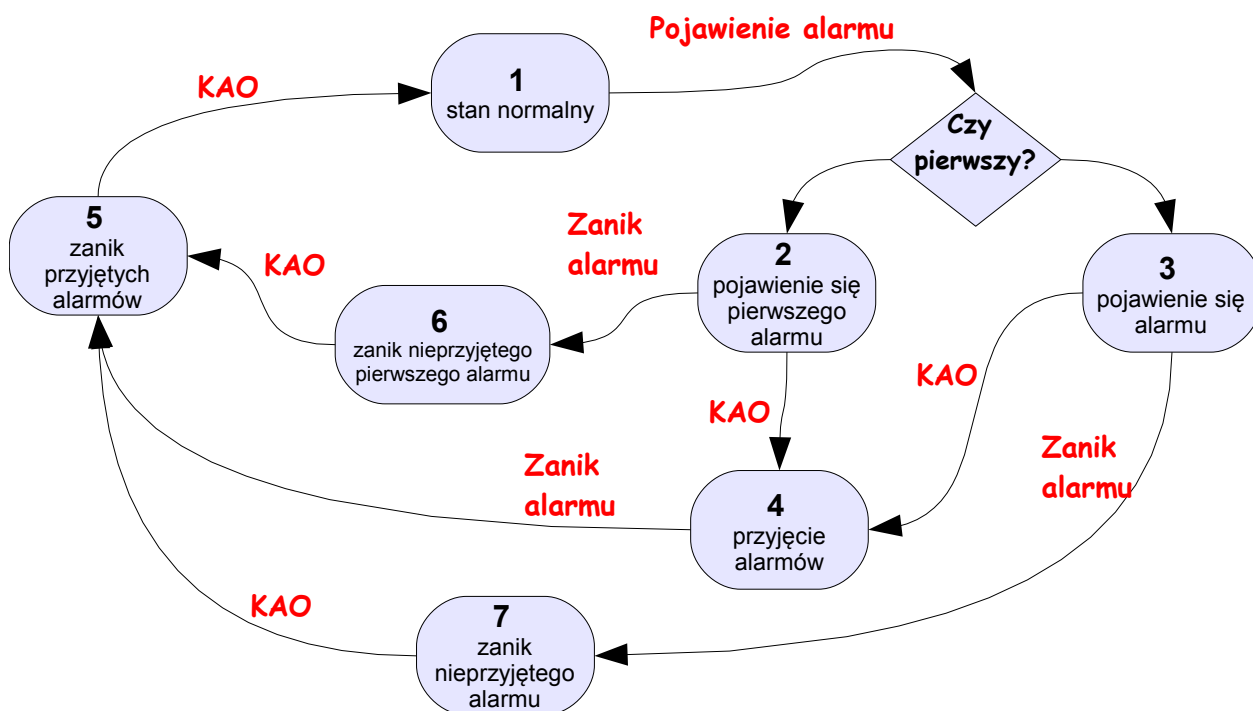 Pojawienie alarmu
KAO
1
stan normalny
Czy
pierwszy?
5
zanik
przyjętych
alarmów
Zanik
alarmu
KAO
2
pojawienie się
pierwszego
alarmu
3
pojawienie się
alarmu
6
zanik nieprzyjętego
pierwszego alarmu
KAO
KAO
Zanik
alarmu
Zanik
alarmu
4
przyjęcie
alarmów
KAO
7
zanik
nieprzyjętego
alarmu